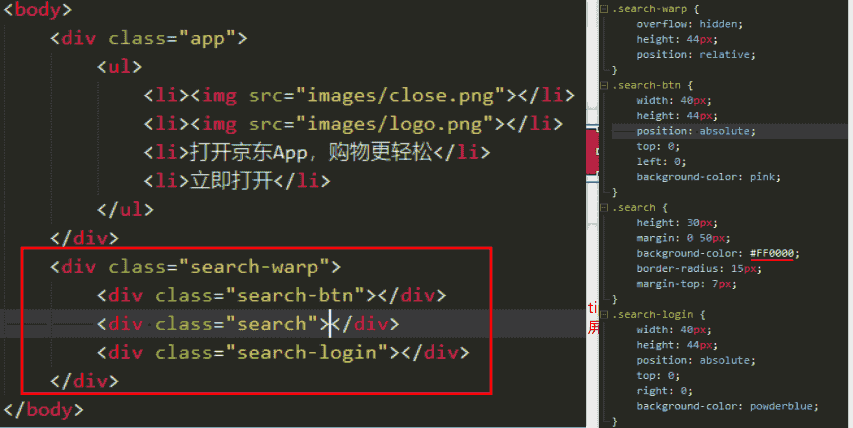 <body>
<div class="app">
<ul>
<li><img src="images/close.png"></li>
<li><img src="images/logo.png"></li>
<li>打开京东App，购物更轻松</li>
<li>立即打开</li>
</ul>
</div>
<div class="search-warp">
<div class="search-btn"></div>
<div class="search"></div>
<div class="search-login"></div>
</div>
</body>
.search-warp {
overflow: hidden;
height: 44px;
position: relative;
}
.search-btn {
width: 40px;
height: 44px;
position: absolute;
top: 0;
left: 0;
background-color: pink;
}
.search {
height: 30px;
margin: 0 50px;
background-color: #FF0000;
border-radius: 15px;
margin-top: 7px;
}
.search-login {
width: 40px;
height: 44px;
position: absolute;
top: 0;
right: 0;
background-color: powderblue;
}